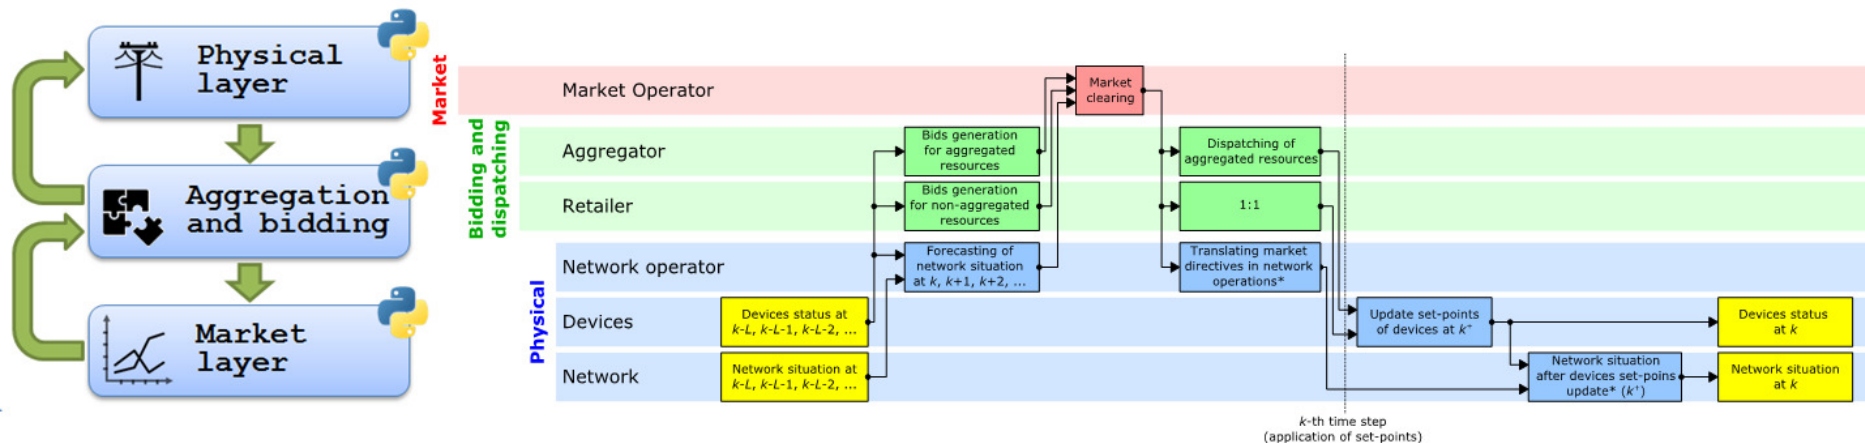 Physical
layer
Aggregation
and bidding
Market
layer
Market
Bidding and
dispatching
Physical
Market Operator
Aggregator
Retailer
Network operator
Devices
Network
Market
clearing
Bids generation
for aggregated
resources
Dispatching of
aggregated resources
Bids generation
for non-aggregated
resources
1:1
Forecasting of
network situation
at k, k+1, k+2, ...
Translating market
directives in network
operations*
Devices status at
k-L, k-L-1, k-L-2, ...
Update set-points
of devices at k⁺
Devices status
at k
Network situation at
k-L, k-L-1, k-L-2, ...
Network situation
after devices set-poins
update* (k⁺)
Network situation
at k
k-th time step
(application of set-points)